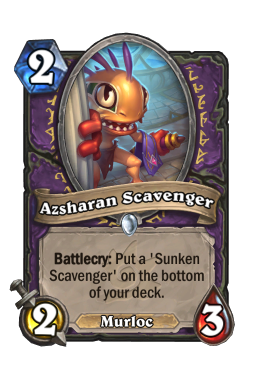 2
Azsharan Scavenger
Battlecry: Put a 'Sunken
Scavenger' on the bottom
of your deck.
2
Murloc
3